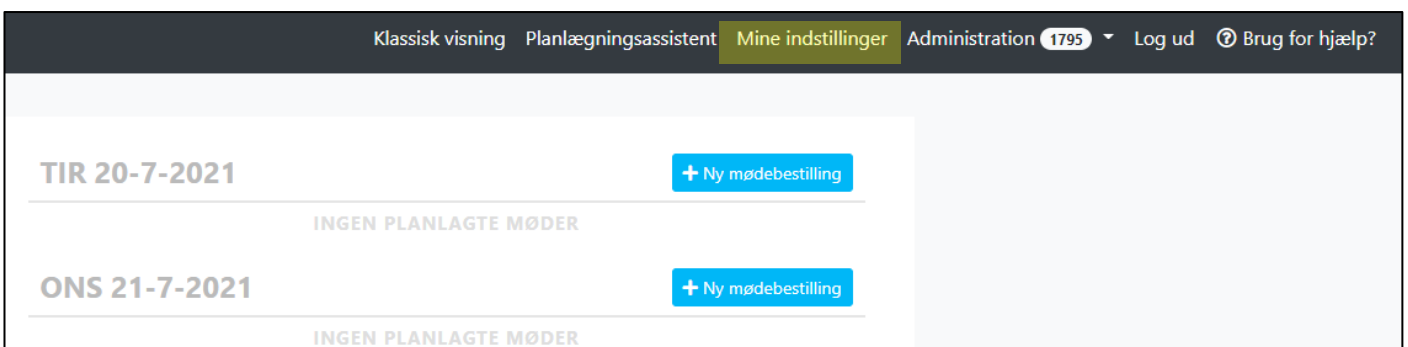 Klassisk visning Planlægningsassistent Mine indstillinger Administration 1795 Log ud Brug for hjælp?
TIR 20-7-2021 + Ny mødebestilling
INGEN PLANLAGTE MØDER
ONS 21-7-2021 + Ny mødebestilling
INGEN PLANLAGTE MØDER